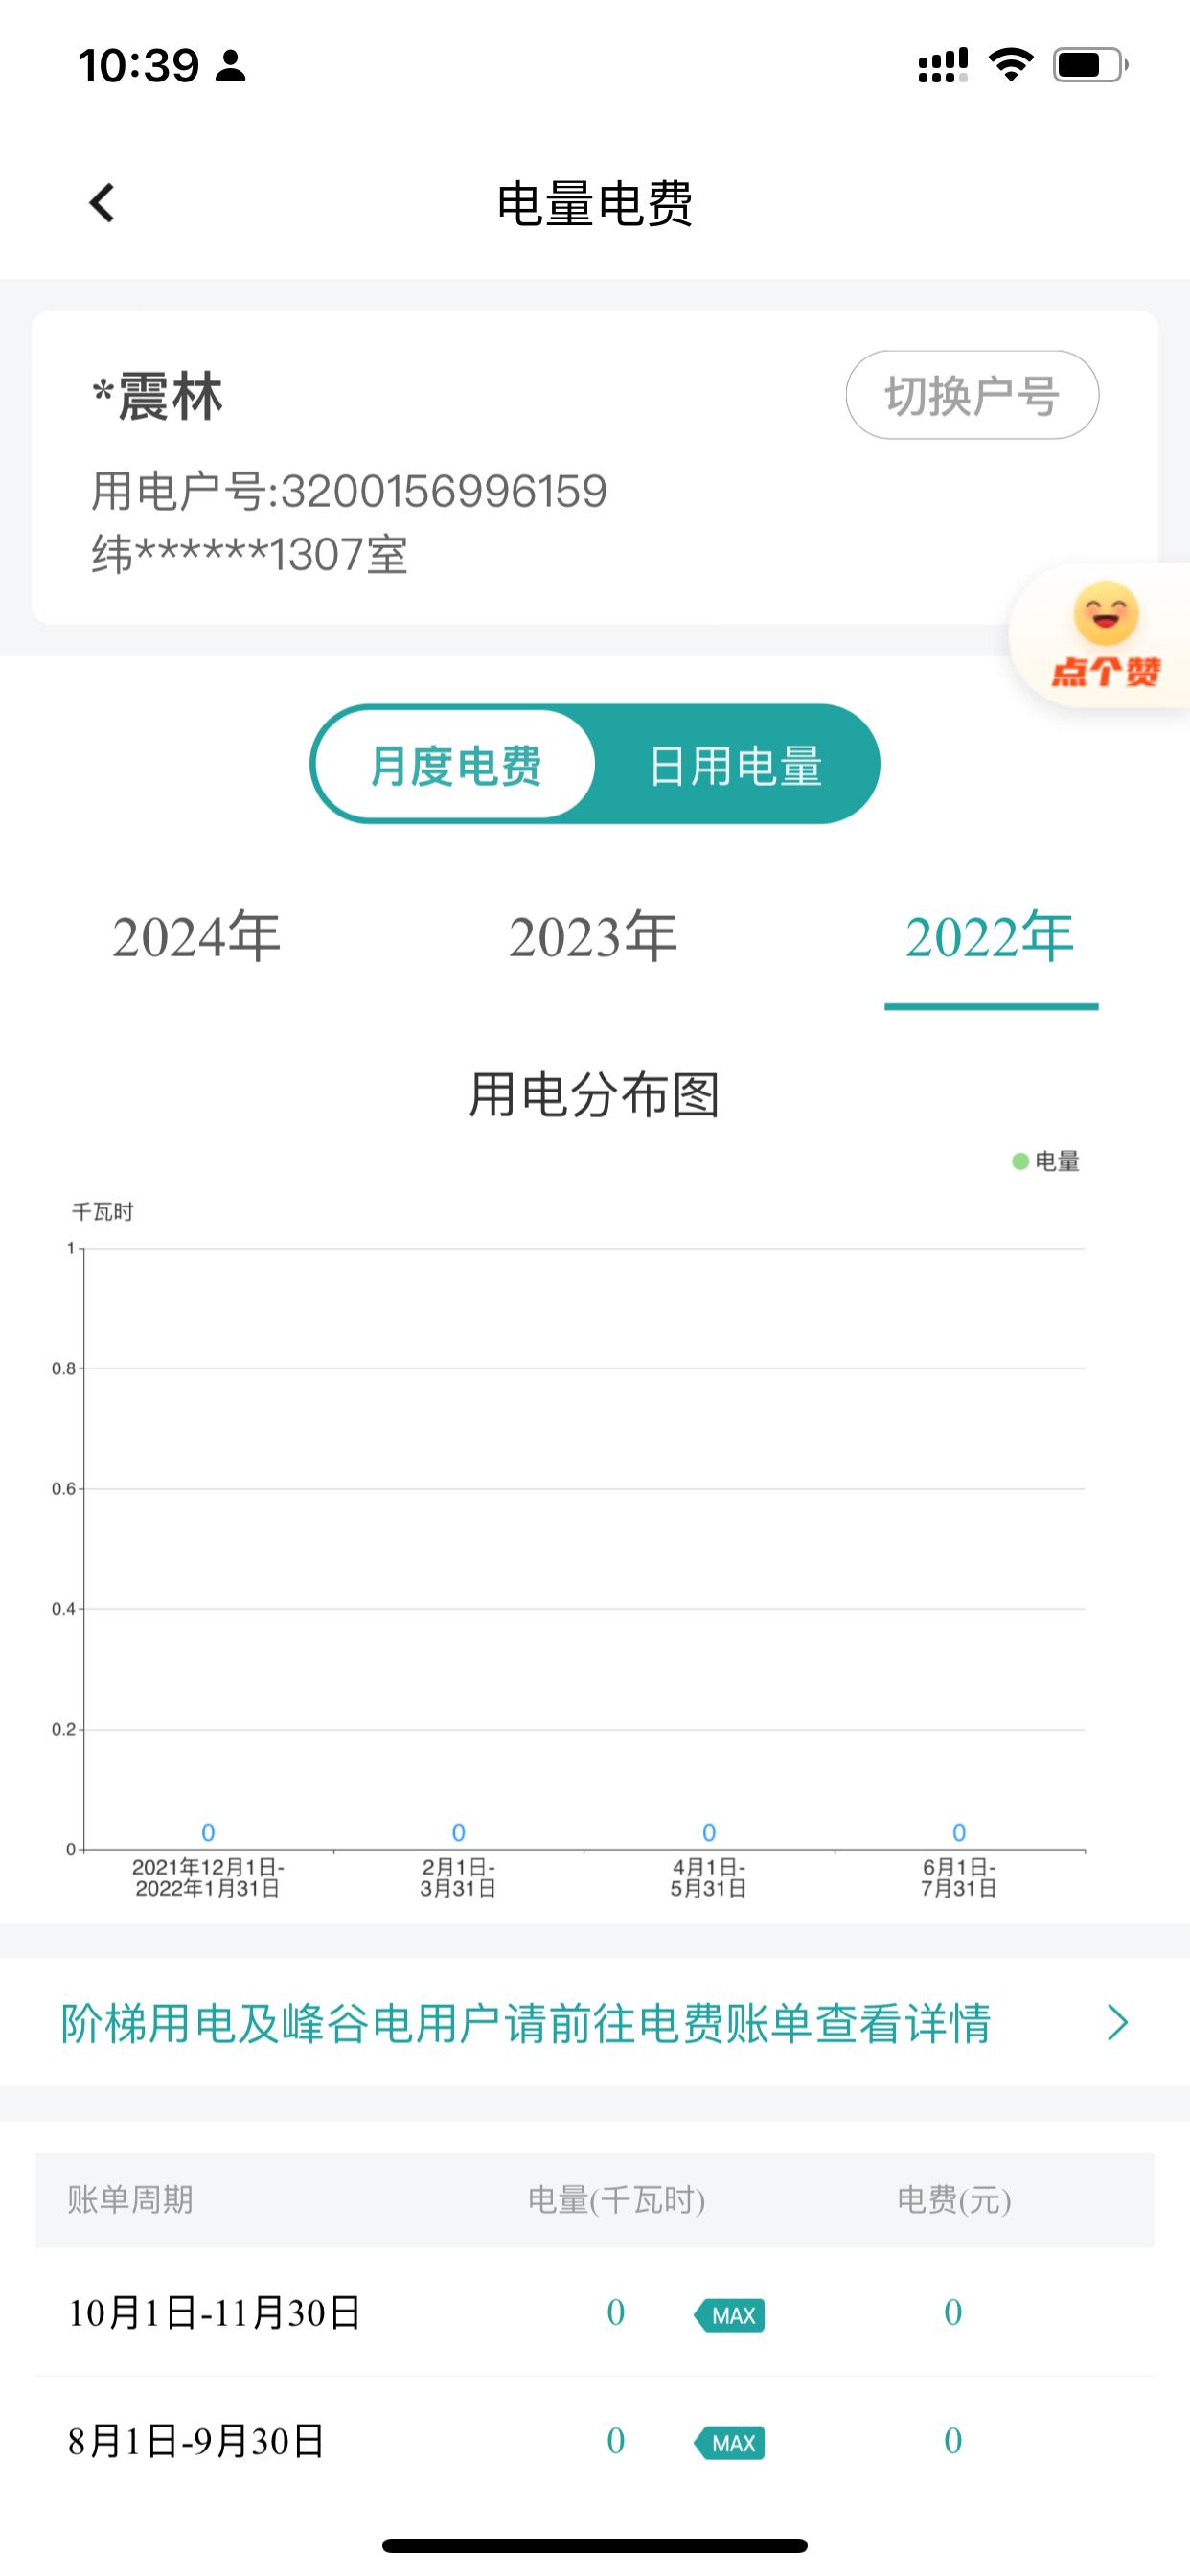 10:39
电量电费
*震林
切换户号
用电户号:3200156996159
纬******1307室
点个赞
月度电费
日用电量
2024年
2023年
2022年
用电分布图
电量
千瓦时
1
0.8
0.6
0.4
0.2
0
0
0
0
0
2021年12月1日-
2022年1月31日
2月1日-
3月31日
4月1日-
5月31日
6月1日-
7月31日
阶梯用电及峰谷电用户请前往电费账单查看详情
账单周期 电量(千瓦时) 电费(元)
10月1日-11月30日 0 MAX 0
8月1日-9月30日 0 MAX 0